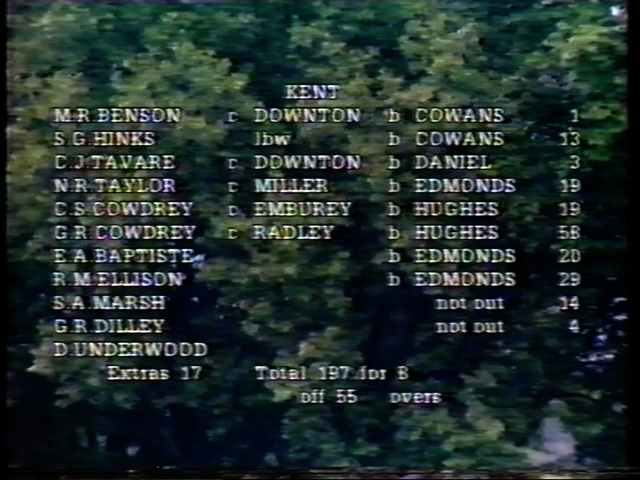 KENT
M.R.BENSON c DOWNTON b COWANS 1
S.G.HINKS lbw b COWANS 13
C.J.TAVARE c DOWNTON b DANIEL 3
N.R.TAYLOR c MILLER b EDMONDS 19
C.S.COWDREY c EMBUREY b HUGHES 19
G.R.COWDREY c RADLEY b HUGHES 58
E.A.BAPTISTE b EDMONDS 20
R.M.ELLISON b EDMONDS 29
S.A.MARSH not out 14
G.R.DILLEY not out 4
D.UNDERWOOD
Extras 17 Total 197 for 8
off 55 overs